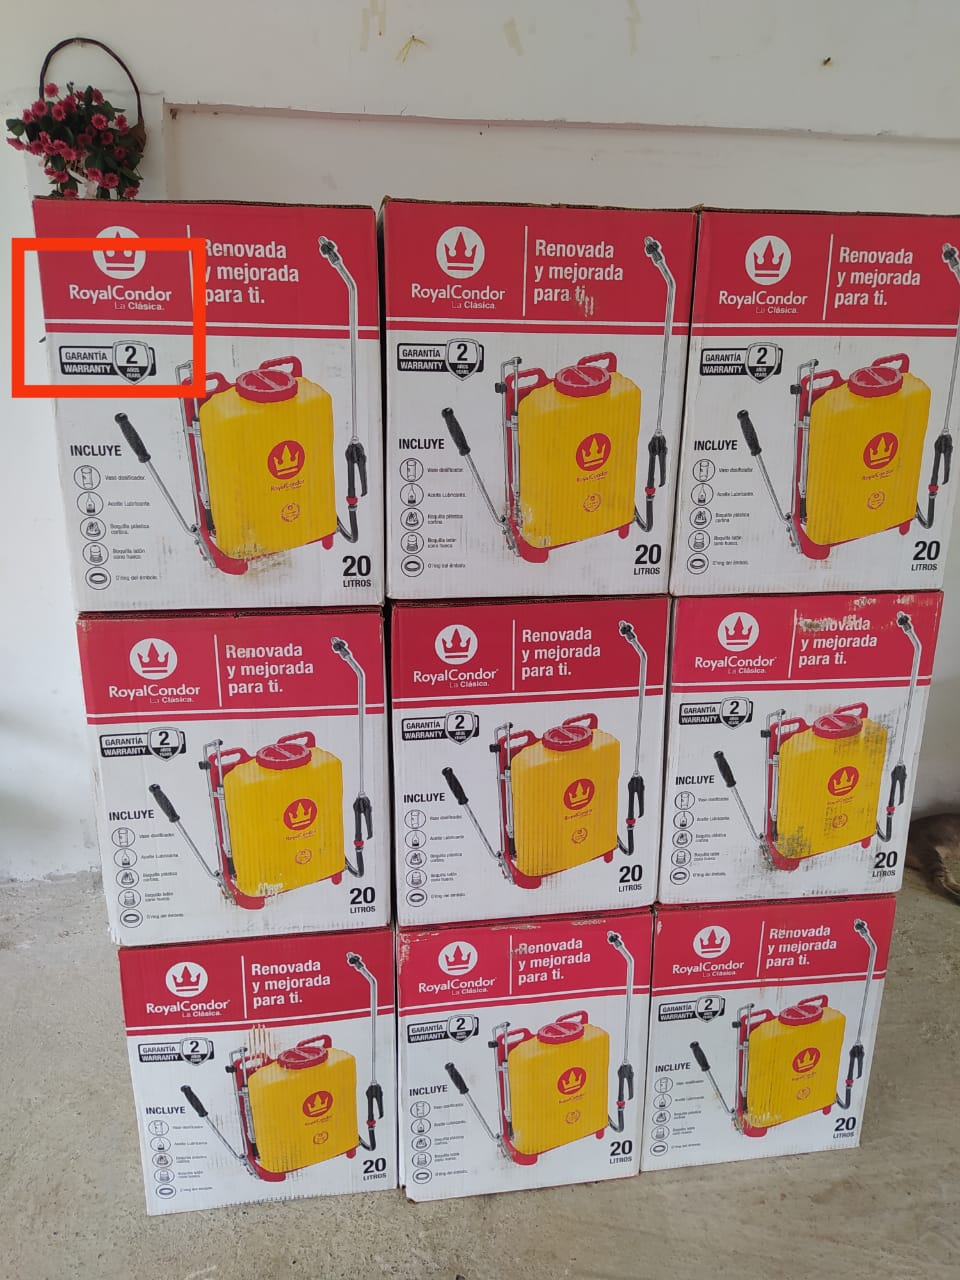 RoyalCondor
La Clásica.
Renovada
y mejorada
para ti.
GARANTÍA
WARRANTY
2
AÑOS
YEARS
INCLUYE
Vaso dosificador.
Aceite Lubricante.
Boquilla plástica
cortina.
Boquilla latón
cono hueco.
O'ring del émbolo.
RoyalCondor
20
LITROS
RoyalCondor
La Clásica.
Renovada
y mejorada
para ti.
GARANTÍA
WARRANTY
2
AÑOS
YEARS
INCLUYE
Vaso dosificador.
Aceite Lubricante.
Boquilla plástica
cortina.
Boquilla latón
cono hueco.
O'ring del émbolo.
RoyalCondor
20
LITROS
RoyalCondor
La Clásica.
Renovada
y mejorada
para ti.
GARANTÍA
WARRANTY
2
AÑOS
YEARS
INCLUYE
Vaso dosificador.
Aceite Lubricante.
Boquilla plástica
cortina.
Boquilla latón
cono hueco.
O'ring del émbolo.
RoyalCondor
20
LITROS
RoyalCondor
La Clásica.
Renovada
y mejorada
para ti.
GARANTÍA
WARRANTY
2
AÑOS
YEARS
INCLUYE
Vaso dosificador.
Aceite Lubricante.
Boquilla plástica
cortina.
Boquilla latón
cono hueco.
O'ring del émbolo.
RoyalCondor
20
LITROS
RoyalCondor
La Clásica.
Renovada
y mejorada
para ti.
GARANTÍA
WARRANTY
2
AÑOS
YEARS
INCLUYE
Vaso dosificador.
Aceite Lubricante.
Boquilla plástica
cortina.
Boquilla latón
cono hueco.
O'ring del émbolo.
RoyalCondor
20
LITROS
RoyalCondor
La Clásica.
Renovada
y mejorada
para ti.
GARANTÍA
WARRANTY
2
AÑOS
YEARS
INCLUYE
Vaso dosificador.
Aceite Lubricante.
Boquilla plástica
cortina.
Boquilla latón
cono hueco.
O'ring del émbolo.
20
LITROS
RoyalCondor
La Clásica.
Renovada
y mejorada
para ti.
GARANTÍA
WARRANTY
2
AÑOS
YEARS
INCLUYE
Vaso dosificador.
Aceite Lubricante.
Boquilla plástica
cortina.
Boquilla latón
cono hueco.
20
LITROS
RoyalCondor
La Clásica.
Renovada
y mejorada
para ti.
GARANTÍA
WARRANTY
2
INCLUYE
Vaso dosificador.
Aceite Lubricante.
Boquilla plástica
cortina.
Boquilla latón
cono hueco.
O'ring del émbolo.
20
LITROS
RoyalCondor
La Clásica.
Renovada
y mejorada
para ti.
GARANTÍA
WARRANTY
2
INCLUYE
Vaso dosificador.
Aceite Lubricante.
Boquilla plástica
cortina.
Boquilla latón
cono hueco.
O'ring del émbolo.
20
LITROS